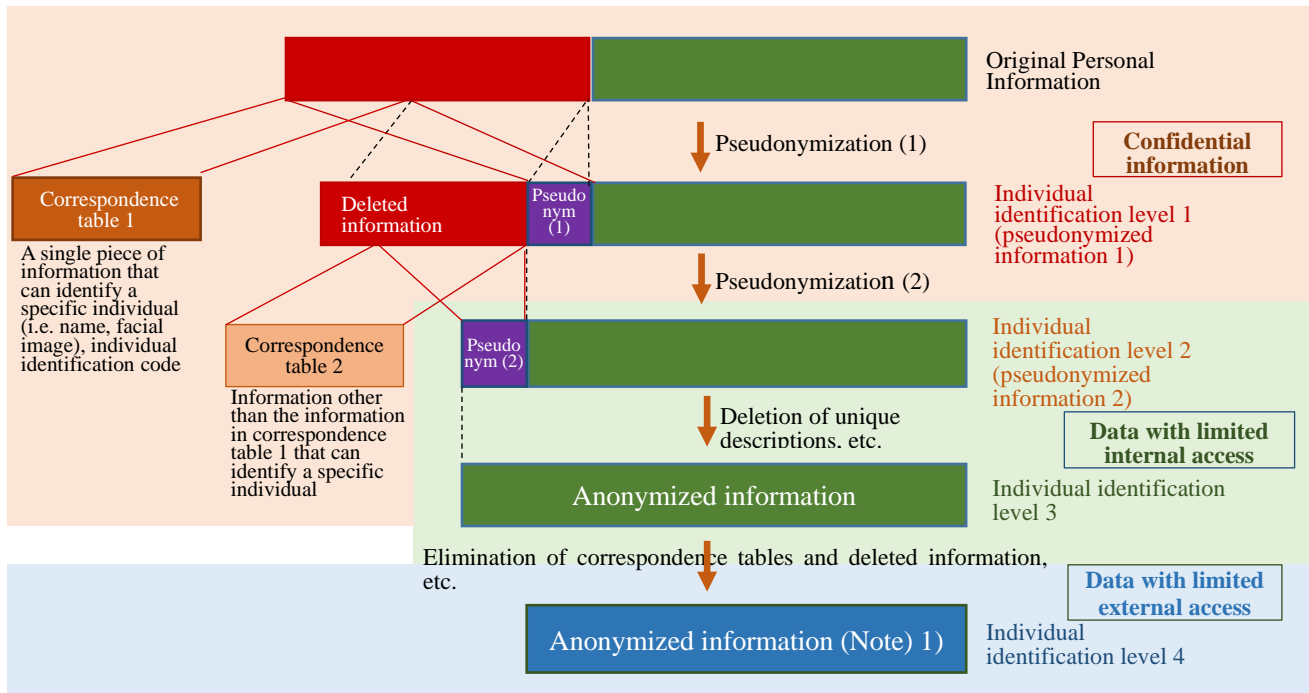 Original Personal
Information
Pseudonymization (1)
Confidential
information
Correspondence
table 1
A single piece of
information that
can identify a
specific individual
(i.e. name, facial
image), individual
identification code
Deleted
information
Pseudo
nym
(1)
Individual
identification level 1
(pseudonymized
information 1)
Pseudonymization (2)
Correspondence
table 2
Information other
than the information
in correspondence
table 1 that can
identify a specific
individual
Pseudo
nym (2)
Individual
identification level 2
(pseudonymized
information 2)
Deletion of unique
descriptions, etc.
Data with limited
internal access
Anonymized information
Individual identification
level 3
Elimination of correspondence tables and deleted information,
etc.
Data with limited
external access
Anonymized information (Note) 1)
Individual
identification level 4